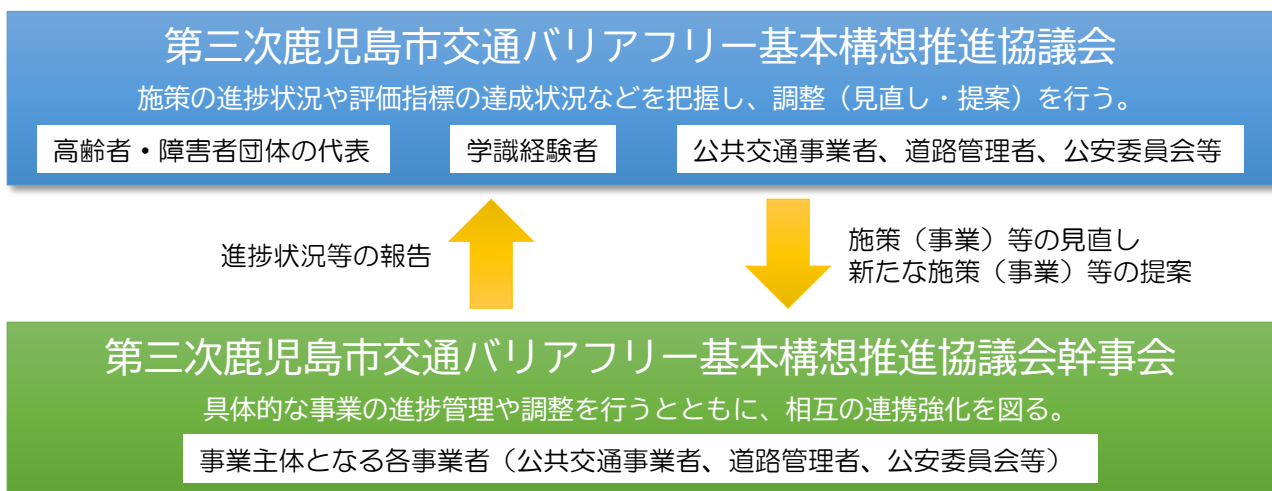 第三次鹿児島市交通バリアフリー基本構想推進協議会
施策の進捗状況や評価指標の達成状況などを把握し、調整（見直し・提案）を行う。
高齢者・障害者団体の代表
学識経験者
公共交通事業者、道路管理者、公安委員会等
進捗状況等の報告
施策（事業）等の見直し
新たな施策（事業）等の提案
第三次鹿児島市交通バリアフリー基本構想推進協議会幹事会
具体的な事業の進捗管理や調整を行うとともに、相互の連携強化を図る。
事業主体となる各事業者（公共交通事業者、道路管理者、公安委員会等）